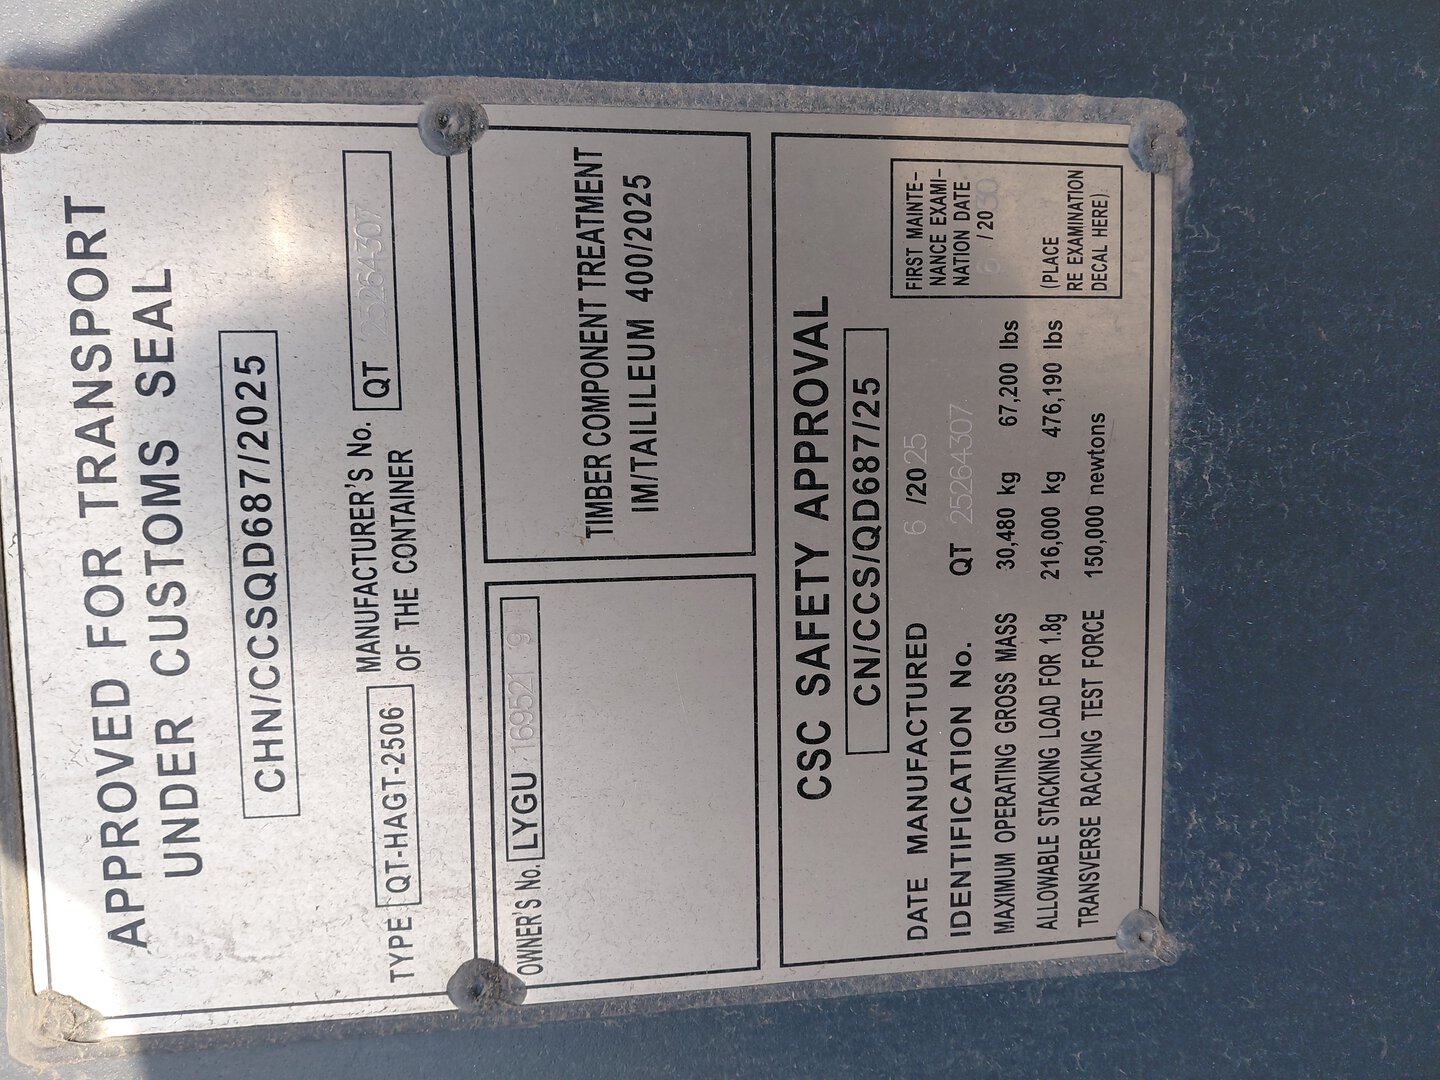 APPROVED FOR TRANSPORT
UNDER CUSTOMS SEAL
CHN/CCSQD687/2025
TYPE QT-HAGT-2506 MANUFACTURER'S No. OF THE CONTAINER QT 25264307
OWNER'S No. LYGU 169521 9
TIMBER COMPONENT TREATMENT
IM/TAILILEUM 400/2025
CSC SAFETY APPROVAL
CN/CCS/QD687/25
DATE MANUFACTURED 6 /20 25
IDENTIFICATION No. QT 25264307
MAXIMUM OPERATING GROSS MASS 30,480 kg 67,200 lbs
ALLOWABLE STACKING LOAD FOR 1.8g 216,000 kg 476,190 lbs
TRANSVERSE RACKING TEST FORCE 150,000 newtons
FIRST MAINTE-
NANCE EXAMI-
NATION DATE
6 /20 30
(PLACE
RE EXAMINATION
DECAL HERE)